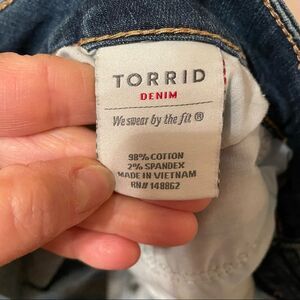 TORRID
DENIM
We swear by the fit ®
98% COTTON
2% SPANDEX
MADE IN VIETNAM
RN// 148862